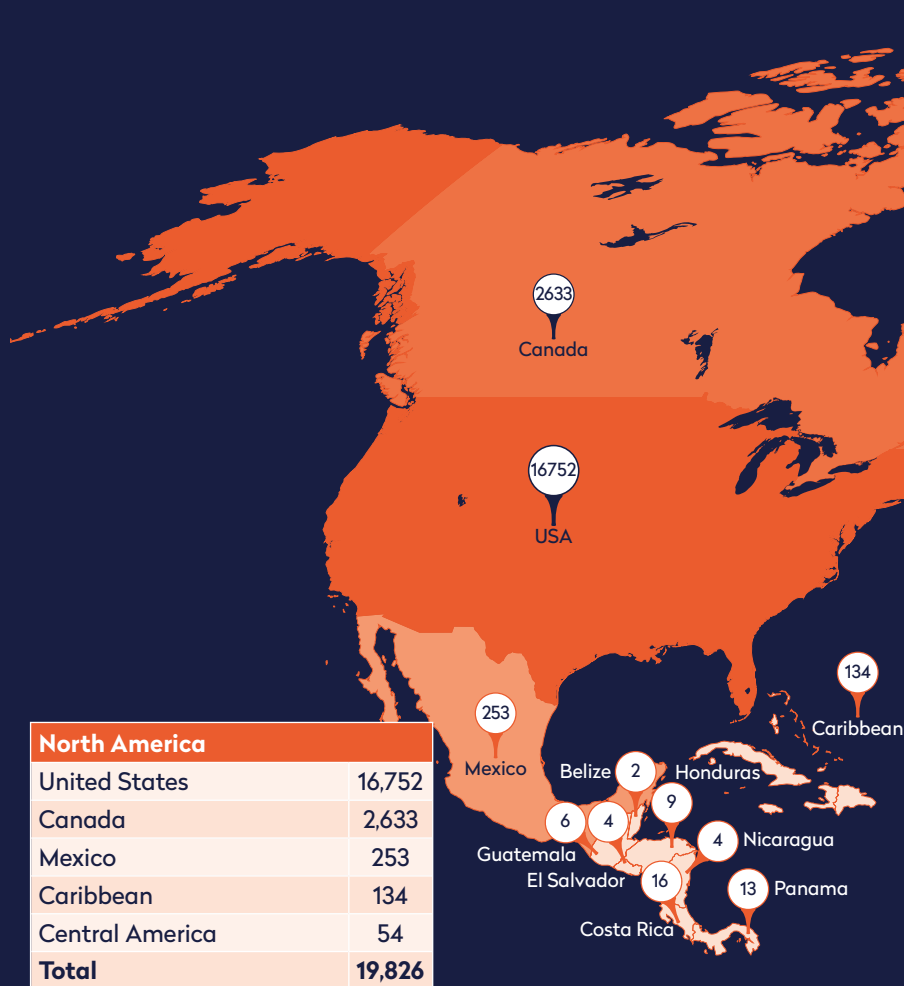 2633
Canada
16752
USA
134
Caribbean
253
Mexico
Belize 2 Honduras
9
6 4
4 Nicaragua
Guatemala
El Salvador 16
13 Panama
Costa Rica
North America
United States 16,752
Canada 2,633
Mexico 253
Caribbean 134
Central America 54
Total 19,826